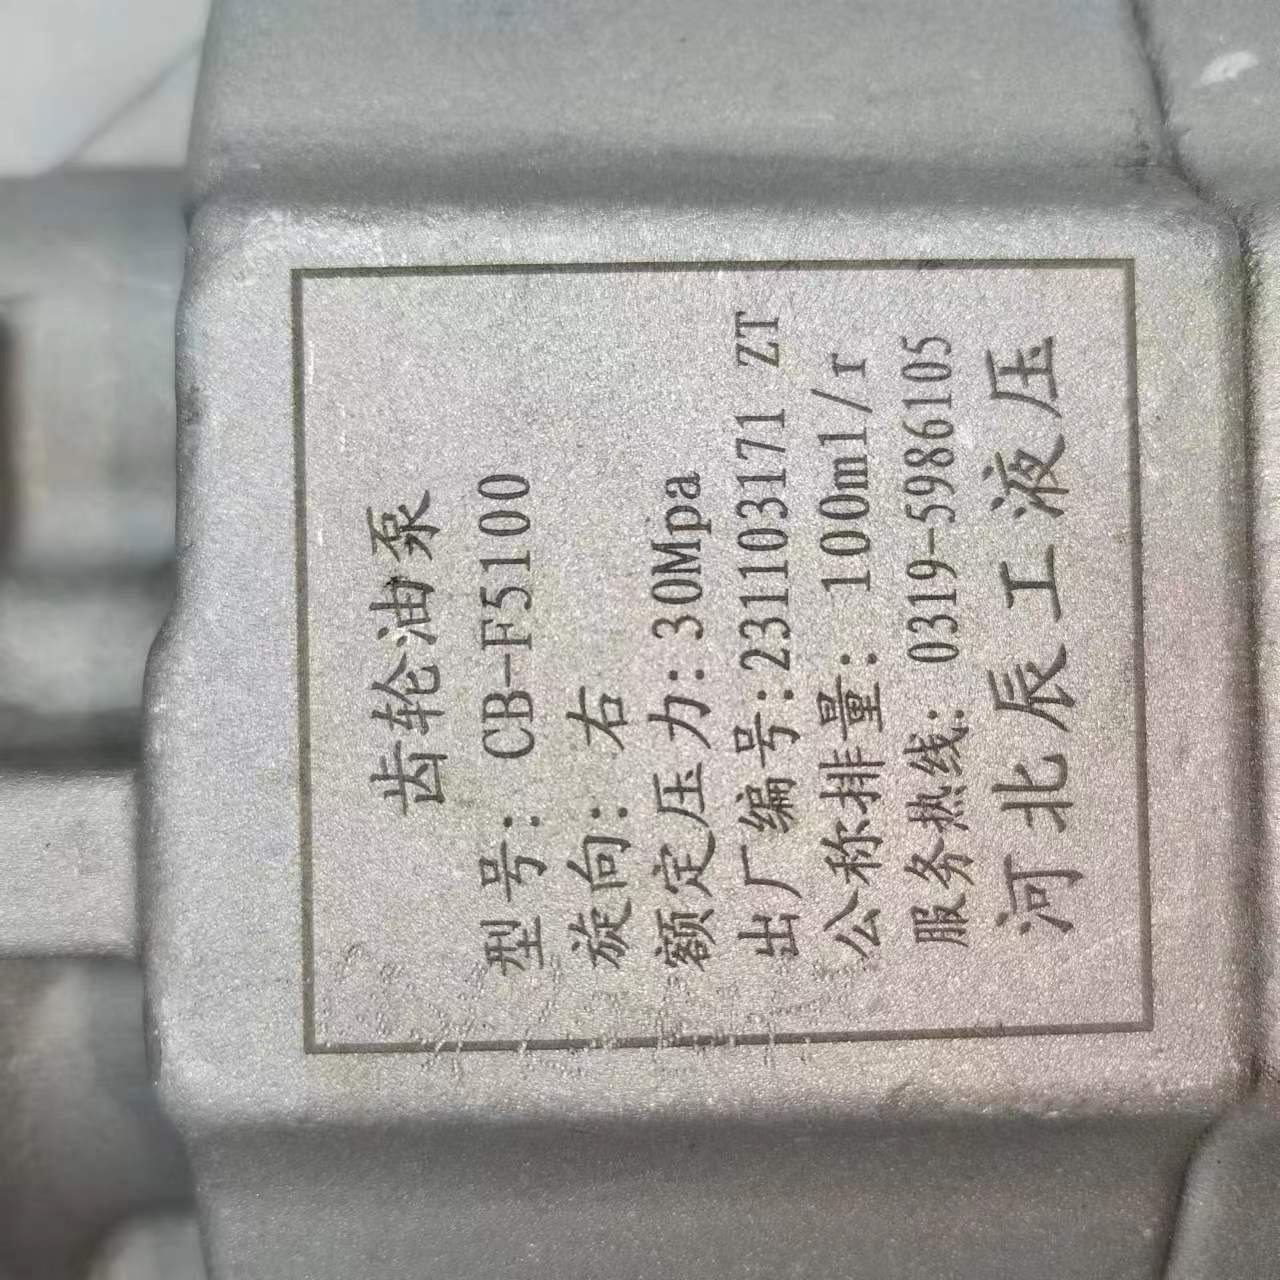 齿轮油泵
型号: CB-F5100
旋向: 右
额定压力:30Mpa
出厂编号:231103171 ZT
公称排量: 100ml/r
服务热线: 0319-5986105
河北辰工液压